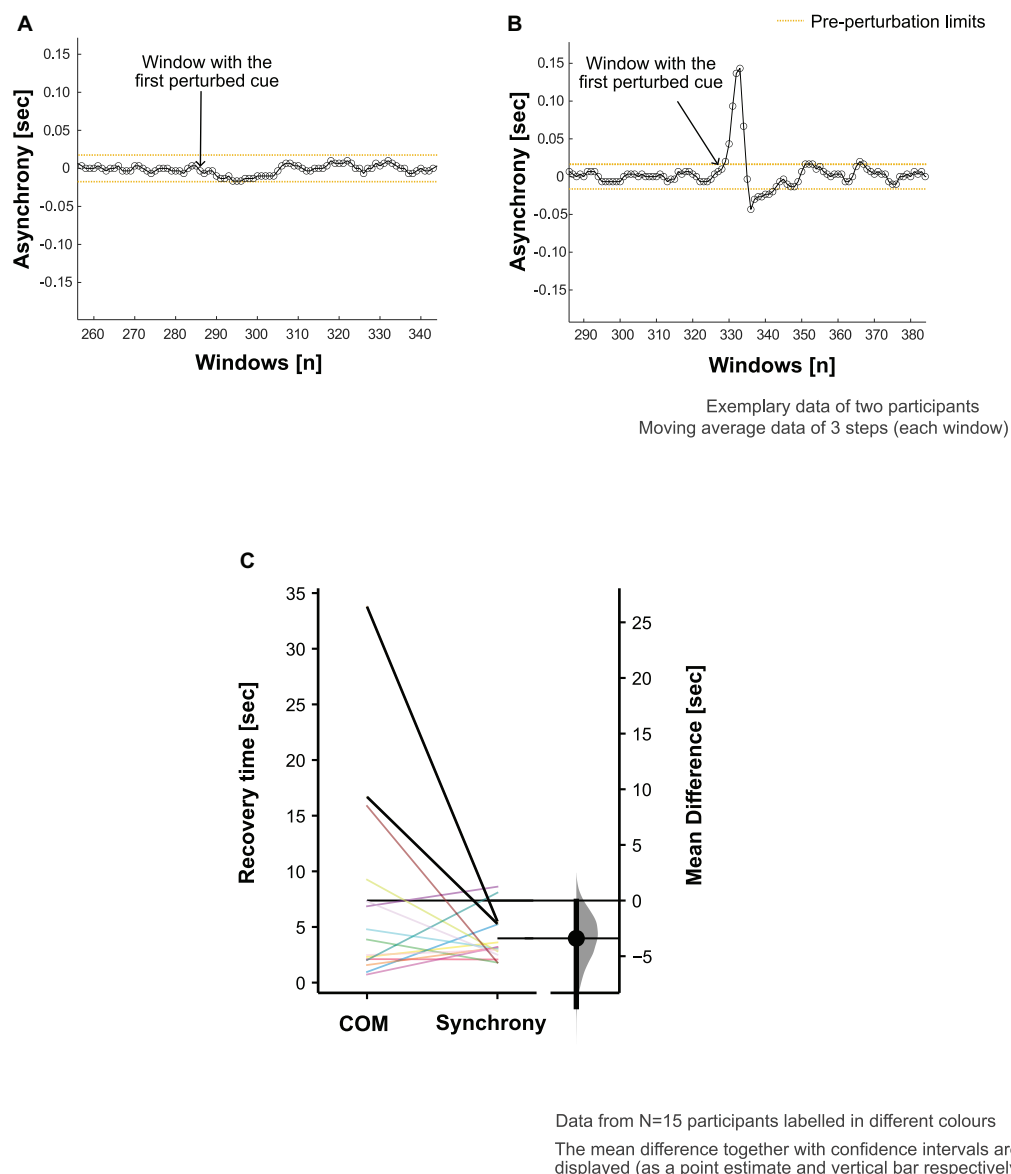 A
B
Pre-perturbation limits
Window with the
first perturbed cue
Asynchrony [sec]
0.15
0.10
0.05
0
-0.05
-0.10
-0.15
260 270 280 290 300 310 320 330 340
Windows [n]
Window with the
first perturbed cue
Asynchrony [sec]
0.15
0.10
0.05
0
-0.05
-0.10
-0.15
290 300 310 320 330 340 350 360 370 380
Windows [n]
Exemplary data of two participants
Moving average data of 3 steps (each window)
C
Recovery time [sec]
35
30
25
20
15
10
5
0
COM Synchrony
Mean Difference [sec]
25
20
15
10
5
0
−5
Data from N=15 participants labelled in different colours
The mean difference together with confidence intervals are
displayed (as a point estimate and vertical bar respectively